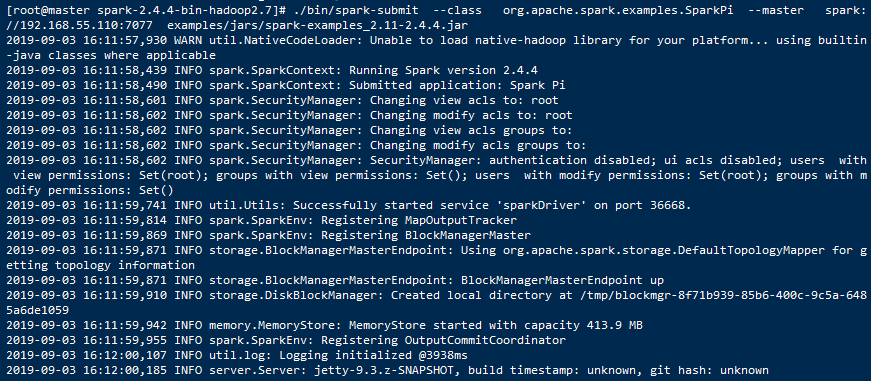 [root@master spark-2.4.4-bin-hadoop2.7]# ./bin/spark-submit  --class   org.apache.spark.examples.SparkPi  --master  spark:
//192.168.55.110:7077  examples/jars/spark-examples_2.11-2.4.4.jar
2019-09-03 16:11:57,930 WARN util.NativeCodeLoader: Unable to load native-hadoop library for your platform... using builtin
-java classes where applicable
2019-09-03 16:11:58,439 INFO spark.SparkContext: Running Spark version 2.4.4
2019-09-03 16:11:58,490 INFO spark.SparkContext: Submitted application: Spark Pi
2019-09-03 16:11:58,601 INFO spark.SecurityManager: Changing view acls to: root
2019-09-03 16:11:58,602 INFO spark.SecurityManager: Changing modify acls to: root
2019-09-03 16:11:58,602 INFO spark.SecurityManager: Changing view acls groups to:
2019-09-03 16:11:58,602 INFO spark.SecurityManager: Changing modify acls groups to:
2019-09-03 16:11:58,602 INFO spark.SecurityManager: SecurityManager: authentication disabled; ui acls disabled; users  with
 view permissions: Set(root); groups with view permissions: Set(); users  with modify permissions: Set(root); groups with m
odify permissions: Set()
2019-09-03 16:11:59,741 INFO util.Utils: Successfully started service 'sparkDriver' on port 36668.
2019-09-03 16:11:59,814 INFO spark.SparkEnv: Registering MapOutputTracker
2019-09-03 16:11:59,869 INFO spark.SparkEnv: Registering BlockManagerMaster
2019-09-03 16:11:59,871 INFO storage.BlockManagerMasterEndpoint: Using org.apache.spark.storage.DefaultTopologyMapper for g
etting topology information
2019-09-03 16:11:59,871 INFO storage.BlockManagerMasterEndpoint: BlockManagerMasterEndpoint up
2019-09-03 16:11:59,910 INFO storage.DiskBlockManager: Created local directory at /tmp/blockmgr-8f71b939-85b6-400c-9c5a-648
5a6de1059
2019-09-03 16:11:59,942 INFO memory.MemoryStore: MemoryStore started with capacity 413.9 MB
2019-09-03 16:11:59,955 INFO spark.SparkEnv: Registering OutputCommitCoordinator
2019-09-03 16:12:00,107 INFO util.log: Logging initialized @3938ms
2019-09-03 16:12:00,185 INFO server.Server: jetty-9.3.z-SNAPSHOT, build timestamp: unknown, git hash: unknown